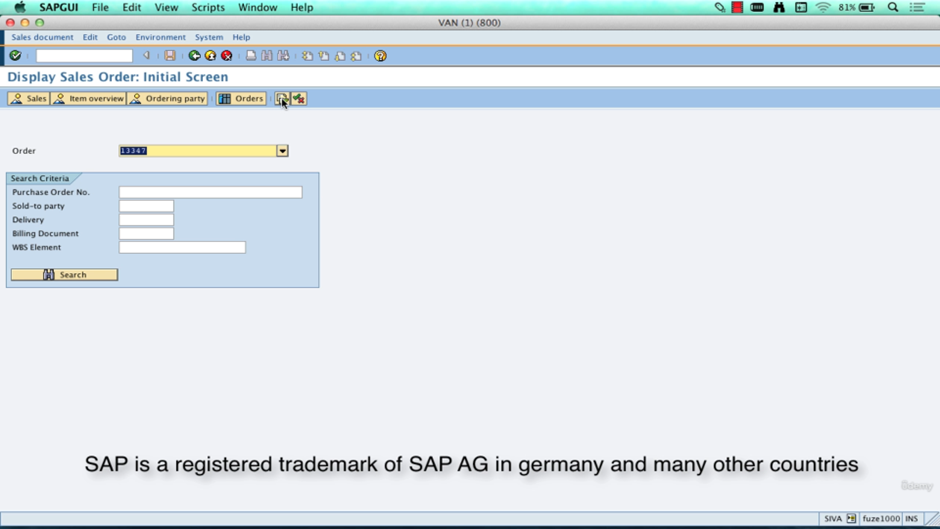 SAPGUI File Edit View Scripts Window Help 81%
VAN (1) (800)
Sales document Edit Goto Environment System Help
Display Sales Order: Initial Screen
Sales Item overview Ordering party Orders
Order 13347
Search Criteria
Purchase Order No.
Sold-to party
Delivery
Billing Document
WBS Element
Search
SAP is a registered trademark of SAP AG in germany and many other countries
Udemy
SIVA fuze1000 INS